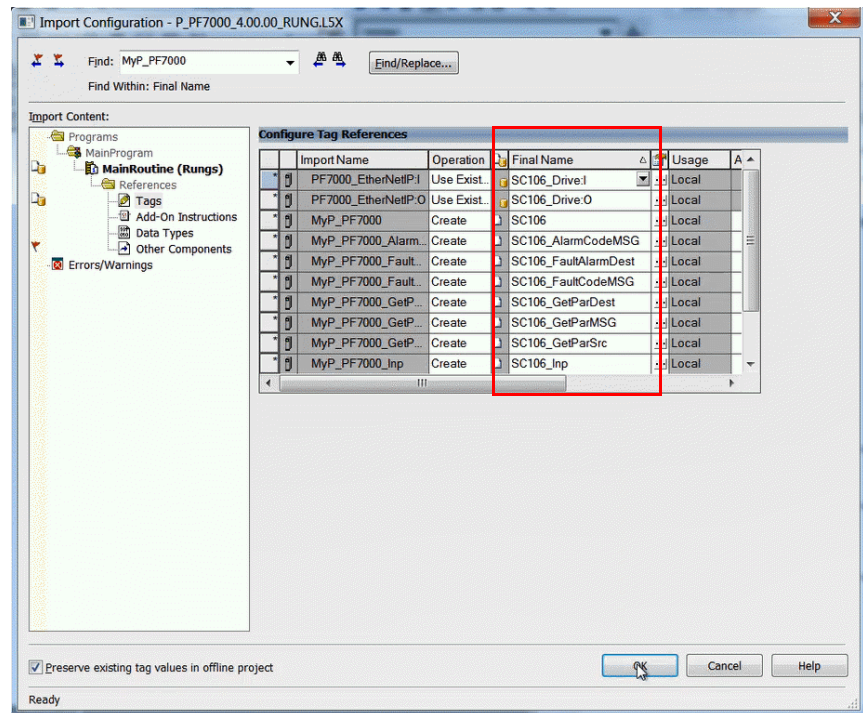 Import Configuration - P_PF7000_4.00.00_RUNG.L5X
Find: MyP_PF7000 Find/Replace...
Find Within: Final Name
Import Content:
Programs
MainProgram
MainRoutine (Rungs)
References
Tags
Add-On Instructions
Data Types
Other Components
Errors/Warnings
Configure Tag References
Import Name Operation Final Name Usage A
PF7000_EtherNetIP:I Use Exist... SC106_Drive:I Local
PF7000_EtherNetIP:O Use Exist... SC106_Drive:O Local
MyP_PF7000 Create SC106 Local
MyP_PF7000_Alarm... Create SC106_AlarmCodeMSG Local
MyP_PF7000_Fault... Create SC106_FaultAlarmDest Local
MyP_PF7000_Fault... Create SC106_FaultCodeMSG Local
MyP_PF7000_GetP... Create SC106_GetParDest Local
MyP_PF7000_GetP... Create SC106_GetParMSG Local
MyP_PF7000_GetP... Create SC106_GetParSrc Local
MyP_PF7000_Inp Create SC106_Inp Local
Preserve existing tag values in offline project
OK Cancel Help
Ready